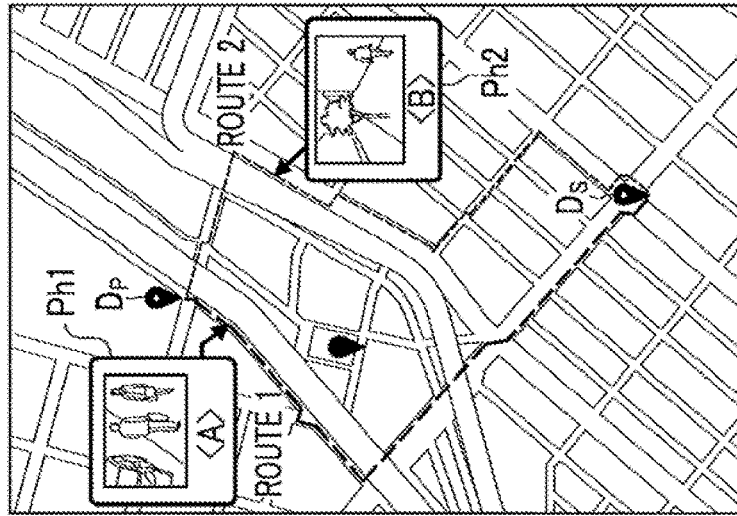 Ph1
DP
<A>
ROUTE 1
ROUTE 2
<B>
Ph2
DS